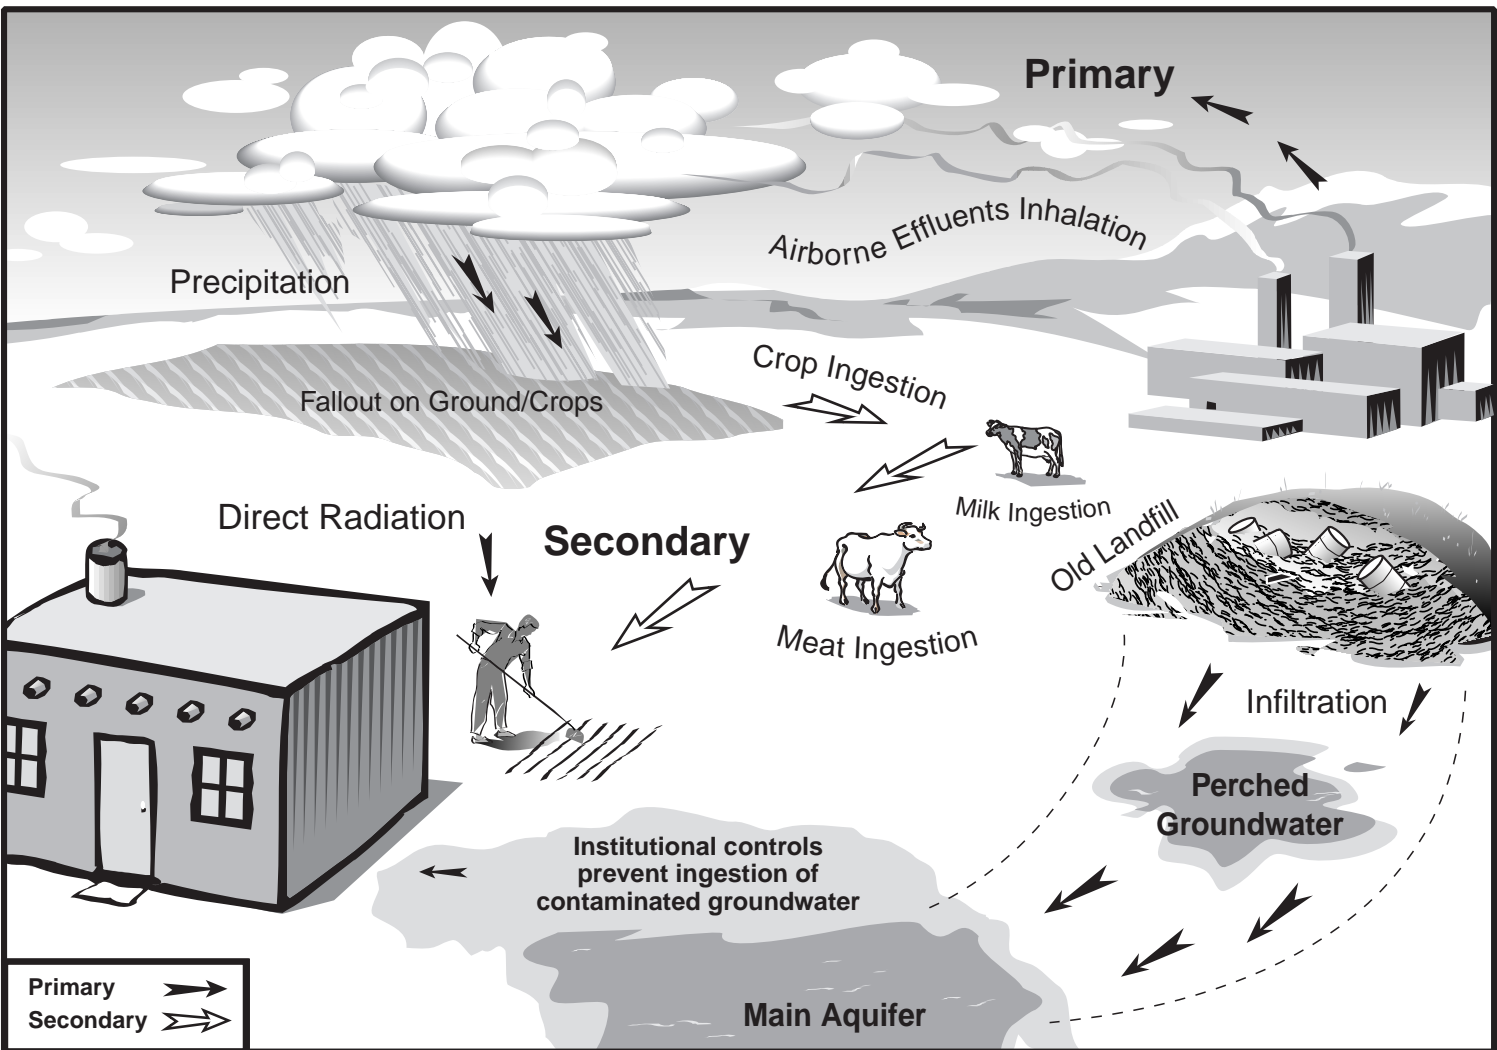 Primary
Airborne Effluents Inhalation
Precipitation
Crop Ingestion
Fallout on Ground/Crops
Milk Ingestion
Direct Radiation
Secondary
Old Landfill
Meat Ingestion
Infiltration
Perched
Groundwater
Institutional controls
prevent ingestion of
contaminated groundwater
Main Aquifer
Primary
Secondary